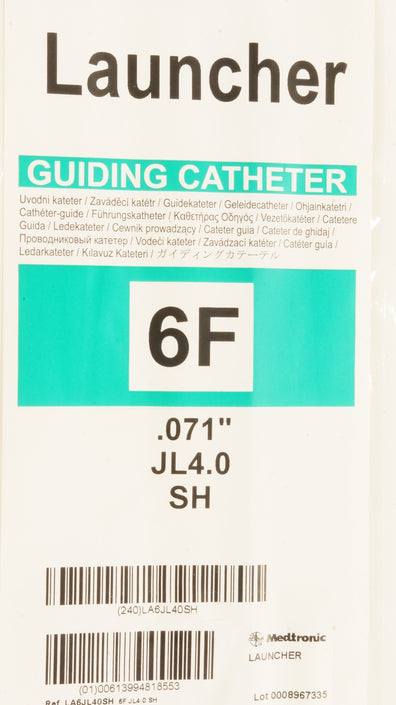 Launcher
GUIDING CATHETER
Uvodni kateter / Zaváděcí katétr / Guidekateter / Geleidecatheter / Ohjainkatetri /
Cathéter-guide / Führungskatheter / Καθετήρας Οδηγός / Vezetőkatéter / Catetere
Guida / Ledekateter / Cewnik prowadzący / Cateter guia / Cateter de ghidaj /
Проводниковый катетер / Vodeći kateter / Zavádzací katéter / Catéter guía /
Ledarkateter / Kılavuz Kateteri / ガイディングカテーテル
6F
.071"
JL4.0
SH
(240)LA6JL40SH
(01)00613994818553
Medtronic
LAUNCHER
Ref. LA6JL40SH 6F JL4.0 SH
Lot 0008967335